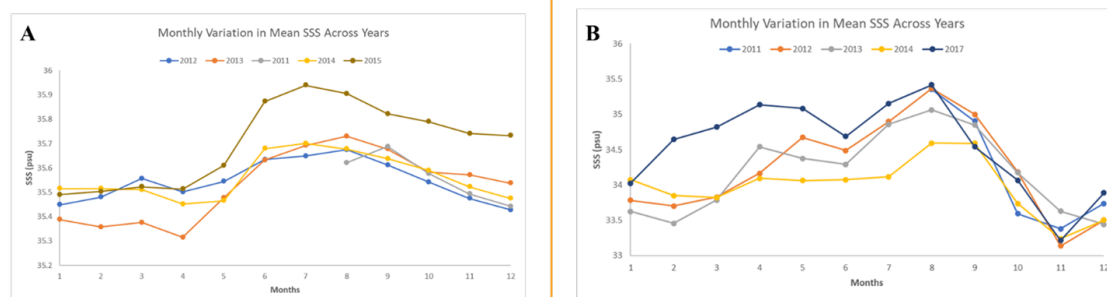 A
Monthly Variation in Mean SSS Across Years
2012 2013 2011 2014 2015
36
35.9
35.8
35.7
35.6
35.5
35.4
35.3
35.2
SSS (psu)
1 2 3 4 5 6 7 8 9 10 11 12
Months
B
Monthly Variation in Mean SSS Across Years
2011 2012 2013 2014 2017
36
35.5
35
34.5
34
33.5
33
SSS (psu)
1 2 3 4 5 6 7 8 9 10 11 12
Months